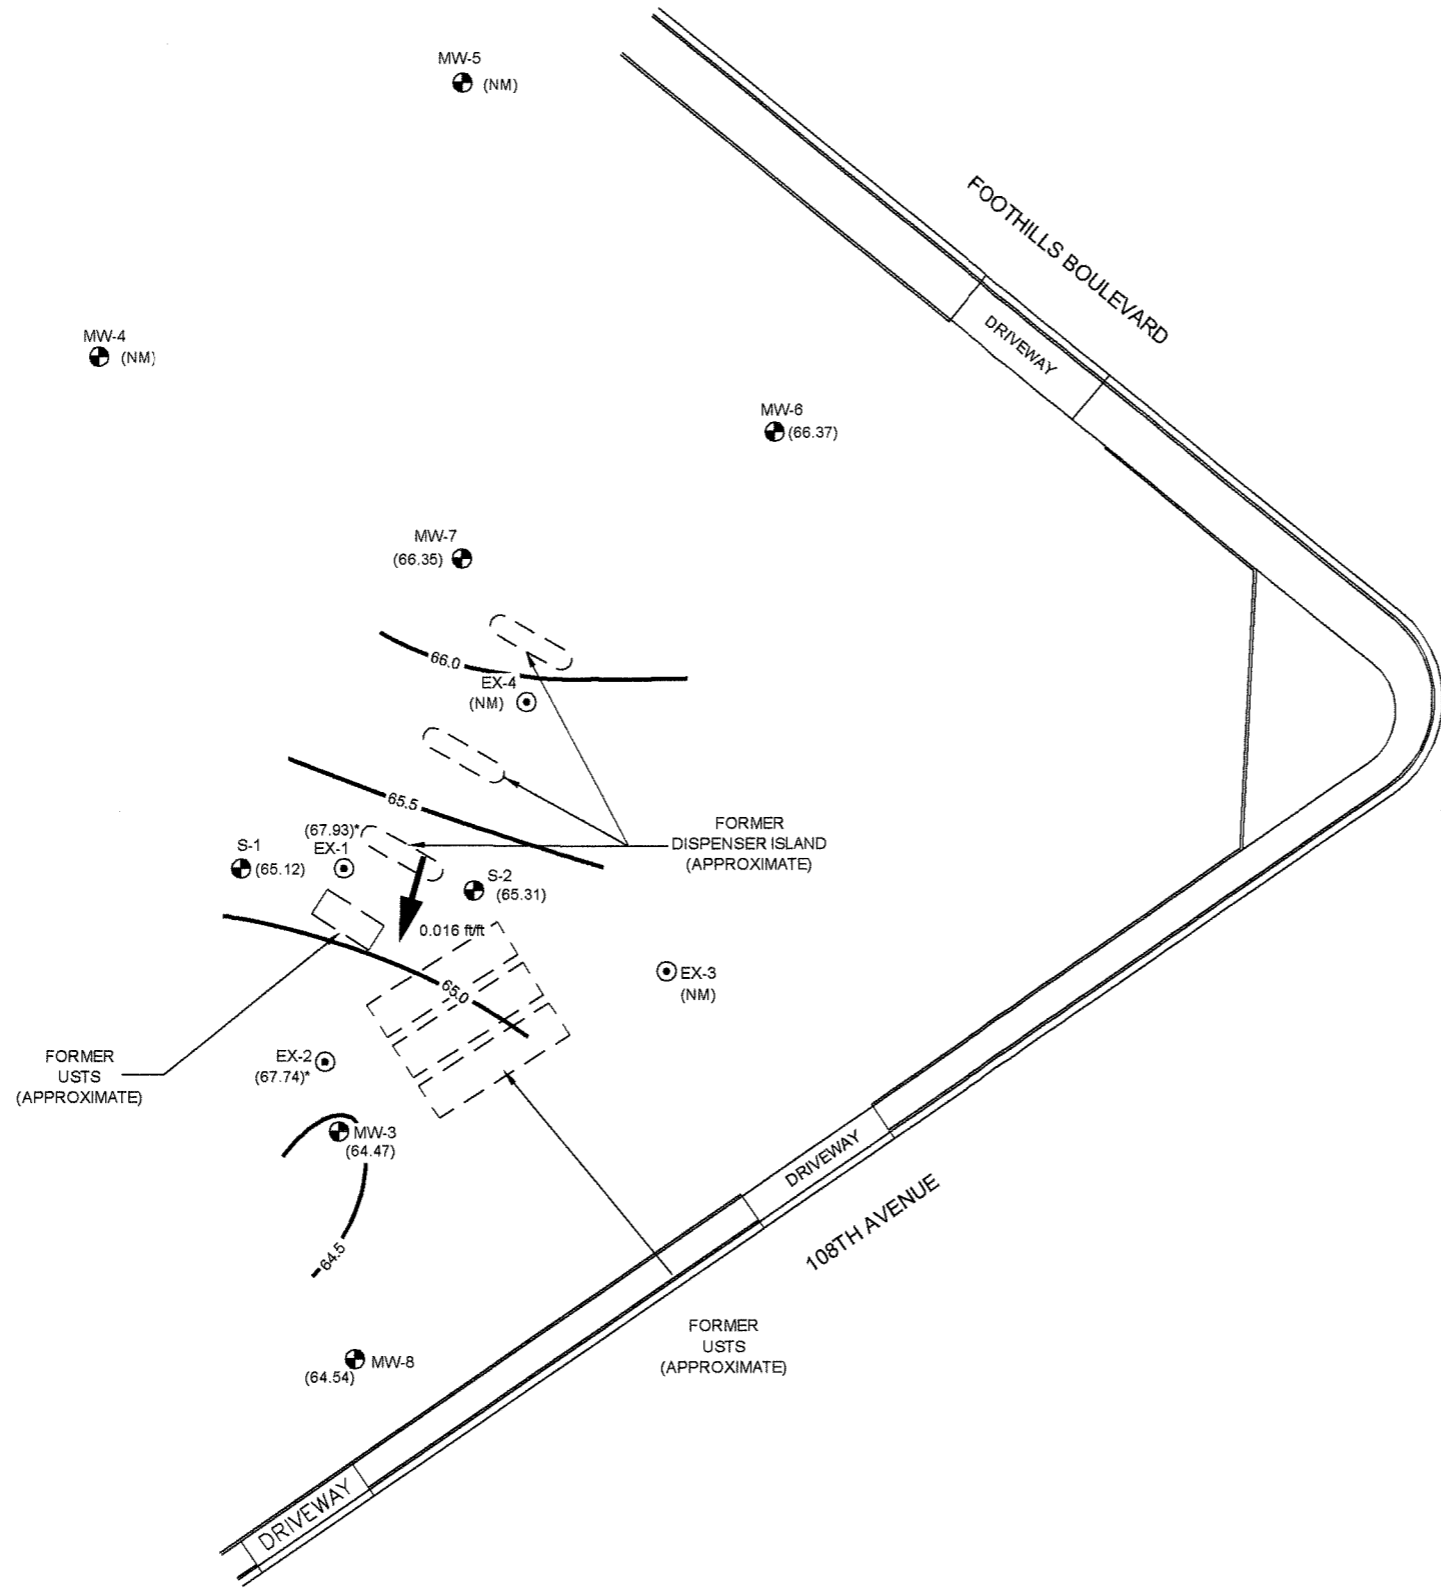 MW-5
(NM)
FOOTHILLS BOULEVARD
DRIVEWAY
MW-4
(NM)
MW-6
(66.37)
MW-7
(66.35)
66.0
EX-4
(NM)
65.5
FORMER
DISPENSER ISLAND
(APPROXIMATE)
(67.93)*
EX-1
S-1
(65.12)
S-2
(65.31)
0.016 ft/ft
65.0
EX-3
(NM)
FORMER
USTS
(APPROXIMATE)
EX-2
(67.74)*
MW-3
(64.47)
64.5
DRIVEWAY
108TH AVENUE
FORMER
USTS
(APPROXIMATE)
MW-8
(64.54)
DRIVEWAY